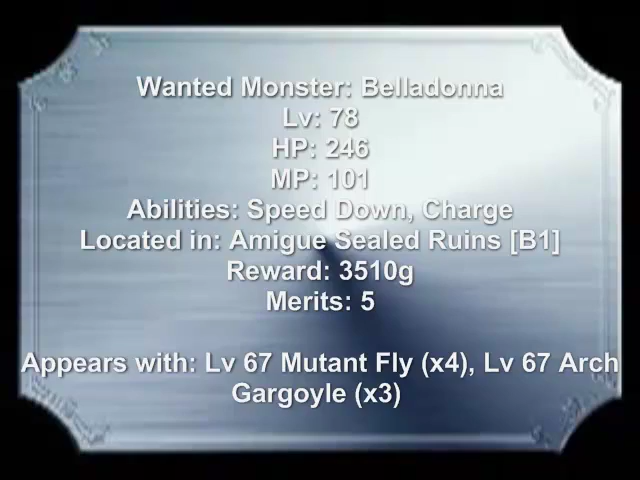 Wanted Monster: Belladonna
Lv: 78
HP: 246
MP: 101
Abilities: Speed Down, Charge
Located in: Amigue Sealed Ruins [B1]
Reward: 3510g
Merits: 5
Appears with: Lv 67 Mutant Fly (x4), Lv 67 Arch
Gargoyle (x3)